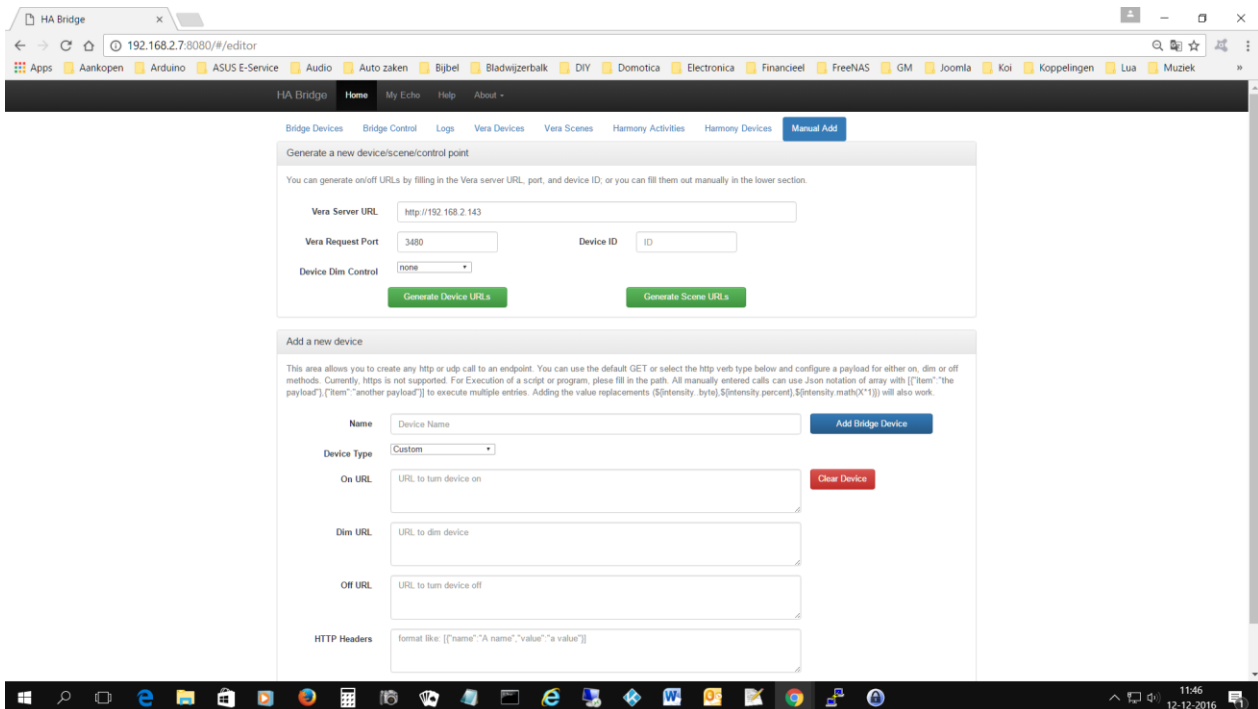 HA Bridge
192.168.2.7:8080/#/editor
Apps Aankopen Arduino ASUS E-Service Audio Auto zaken Bijbel Bladwijzerbalk DIY Domotica Electronica Financieel FreeNAS GM Joomla Koi Koppelingen Lua Muziek »
HA Bridge Home My Echo Help About
Bridge Devices Bridge Control Logs Vera Devices Vera Scenes Harmony Activities Harmony Devices Manual Add
Generate a new device/scene/control point
You can generate on/off URLs by filling in the Vera server URL, port, and device ID; or you can fill them out manually in the lower section.
Vera Server URL http://192.168.2.143
Vera Request Port 3480 Device ID ID
Device Dim Control none
Generate Device URLs Generate Scene URLs
Add a new device
This area allows you to create any http or udp call to an endpoint. You can use the default GET or select the http verb type below and configure a payload for either on, dim or off
methods. Currently, https is not supported. For Execution of a script or program, plese fill in the path. All manually entered calls can use Json notation of array with [{"item":"the
payload"},{"item":"another payload"}] to execute multiple entries. Adding the value replacements (${intensity..byte},${intensity.percent},${intensity.math(X*1)}) will also work.
Name Device Name Add Bridge Device
Device Type Custom
On URL URL to turn device on Clear Device
Dim URL URL to dim device
Off URL URL to turn device off
HTTP Headers format like: [{"name":"A name","value":"a value"}]
11:46
12-12-2016